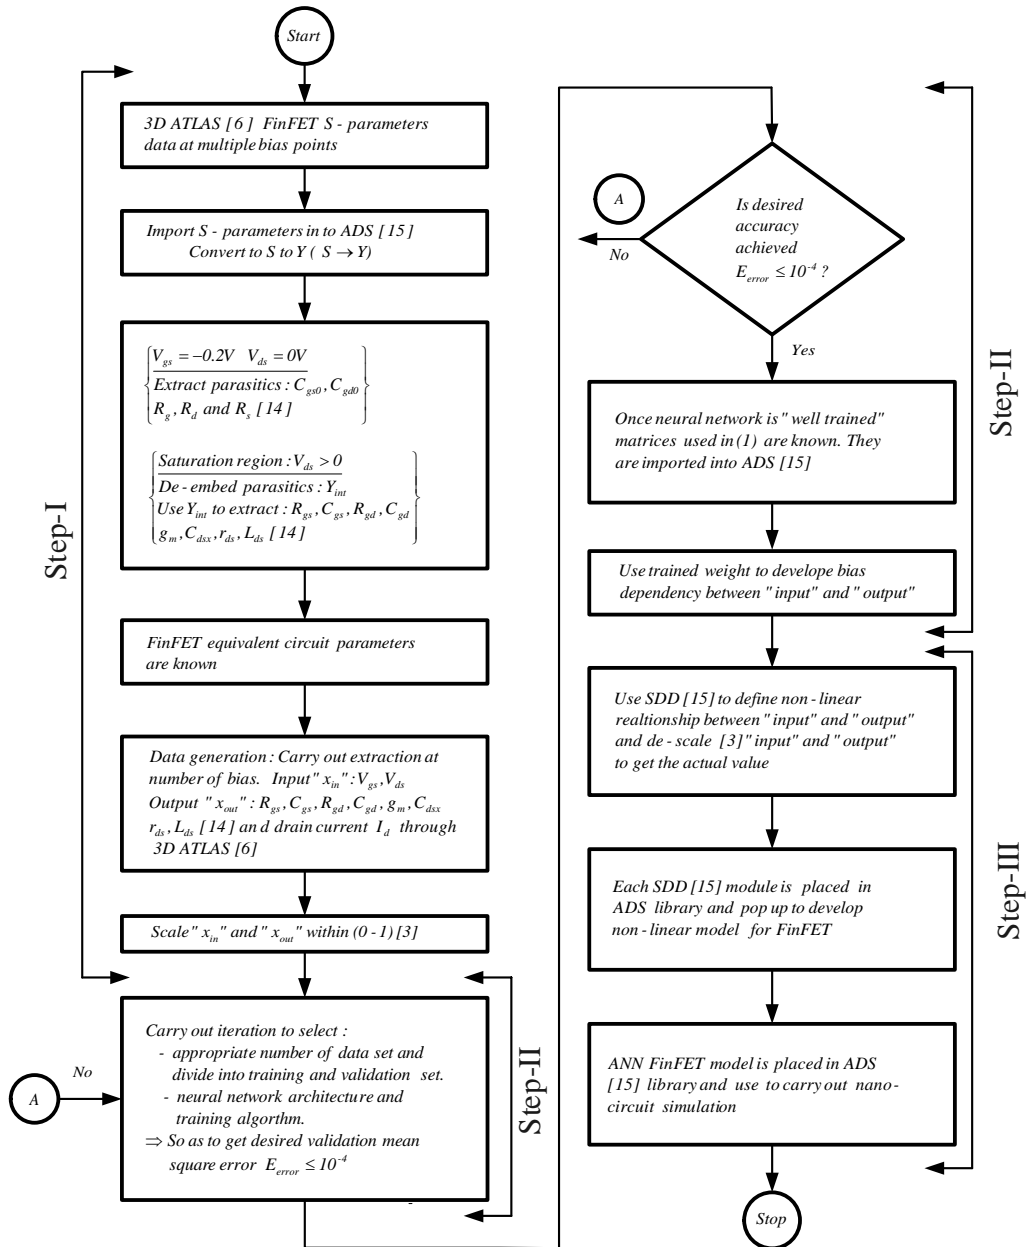 Start
3D ATLAS [6] FinFET S - parameters
data at multiple bias points
Import S - parameters in to ADS [15]
Convert to S to Y ( S → Y)
V_gs = −0.2V V_ds = 0V
Extract parasitics : C_gs0, C_gd0
R_g, R_d and R_s [14]
Saturation region : V_ds > 0
De - embed parasitics : Y_int
Use Y_int to extract : R_gs, C_gs, R_gd, C_gd
g_m, C_dsx, r_ds, L_ds [14]
FinFET equivalent circuit parameters
are known
Data generation : Carry out extraction at
number of bias. Input" x_in" : V_gs, V_ds
Output " x_out" : R_gs, C_gs, R_gd, C_gd, g_m, C_dsx
r_ds, L_ds [14] an d drain current I_d through
3D ATLAS [6]
Scale" x_in" and " x_out" within (0 - 1) [3]
Step-I
Carry out iteration to select :
- appropriate number of data set and
divide into training and validation set.
- neural network architecture and
training algorthm.
⇒ So as to get desired validation mean
square error E_error ≤ 10^-4
No
A
Step-II
A
No
Is desired
accuracy
achieved
E_error ≤ 10^-4 ?
Yes
Once neural network is " well trained"
matrices used in (1) are known. They
are imported into ADS [15]
Use trained weight to develope bias
dependency between " input" and " output"
Step-II
Use SDD [15] to define non - linear
realtionship between " input" and " output"
and de - scale [3]" input" and " output"
to get the actual value
Each SDD [15] module is placed in
ADS library and pop up to develop
non - linear model for FinFET
ANN FinFET model is placed in ADS
[15] library and use to carry out nano-
circuit simulation
Step-III
Stop